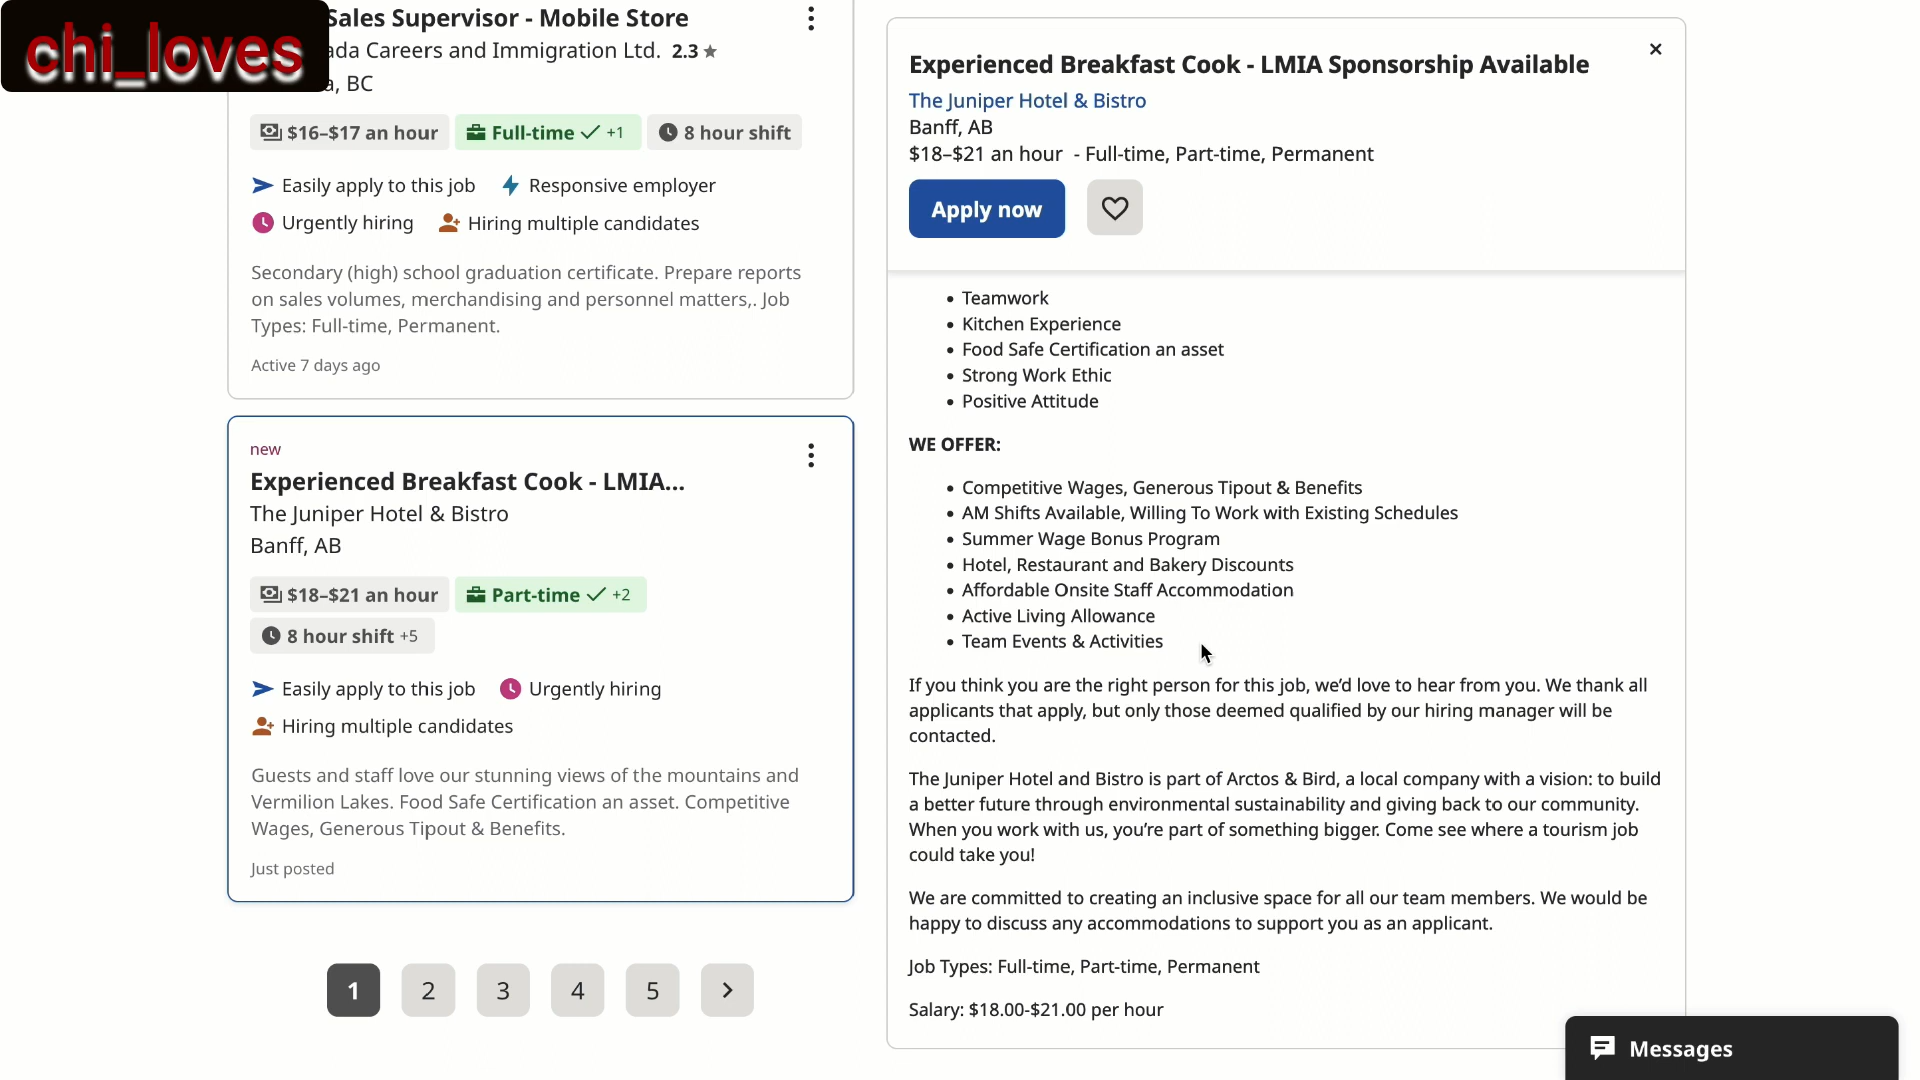 chi_loves
Sales Supervisor - Mobile Store
ada Careers and Immigration Ltd. 2.3
a, BC
$16–$17 an hour
Full-time +1
8 hour shift
Easily apply to this job
Responsive employer
Urgently hiring
Hiring multiple candidates
Secondary (high) school graduation certificate. Prepare reports
on sales volumes, merchandising and personnel matters,. Job
Types: Full-time, Permanent.
Active 7 days ago
new
Experienced Breakfast Cook - LMIA...
The Juniper Hotel & Bistro
Banff, AB
$18–$21 an hour
Part-time +2
8 hour shift +5
Easily apply to this job
Urgently hiring
Hiring multiple candidates
Guests and staff love our stunning views of the mountains and
Vermilion Lakes. Food Safe Certification an asset. Competitive
Wages, Generous Tipout & Benefits.
Just posted
1 2 3 4 5
Experienced Breakfast Cook - LMIA Sponsorship Available
The Juniper Hotel & Bistro
Banff, AB
$18–$21 an hour - Full-time, Part-time, Permanent
Apply now
• Teamwork
• Kitchen Experience
• Food Safe Certification an asset
• Strong Work Ethic
• Positive Attitude
WE OFFER:
• Competitive Wages, Generous Tipout & Benefits
• AM Shifts Available, Willing To Work with Existing Schedules
• Summer Wage Bonus Program
• Hotel, Restaurant and Bakery Discounts
• Affordable Onsite Staff Accommodation
• Active Living Allowance
• Team Events & Activities
If you think you are the right person for this job, we’d love to hear from you. We thank all
applicants that apply, but only those deemed qualified by our hiring manager will be
contacted.
The Juniper Hotel and Bistro is part of Arctos & Bird, a local company with a vision: to build
a better future through environmental sustainability and giving back to our community.
When you work with us, you’re part of something bigger. Come see where a tourism job
could take you!
We are committed to creating an inclusive space for all our team members. We would be
happy to discuss any accommodations to support you as an applicant.
Job Types: Full-time, Part-time, Permanent
Salary: $18.00-$21.00 per hour
Messages